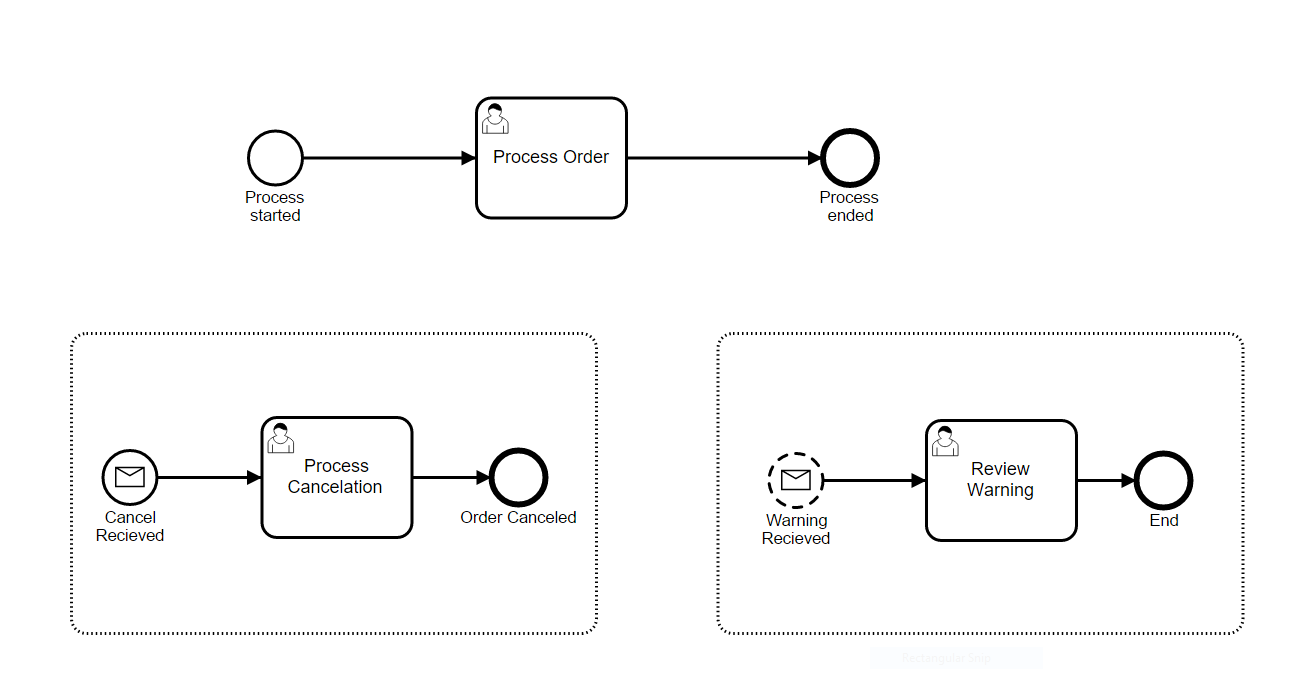 Process Order
Process
started
Process
ended
Process
Cancelation
Cancel
Recieved
Order Canceled
Review
Warning
Warning
Recieved
End
Rectangular Snip